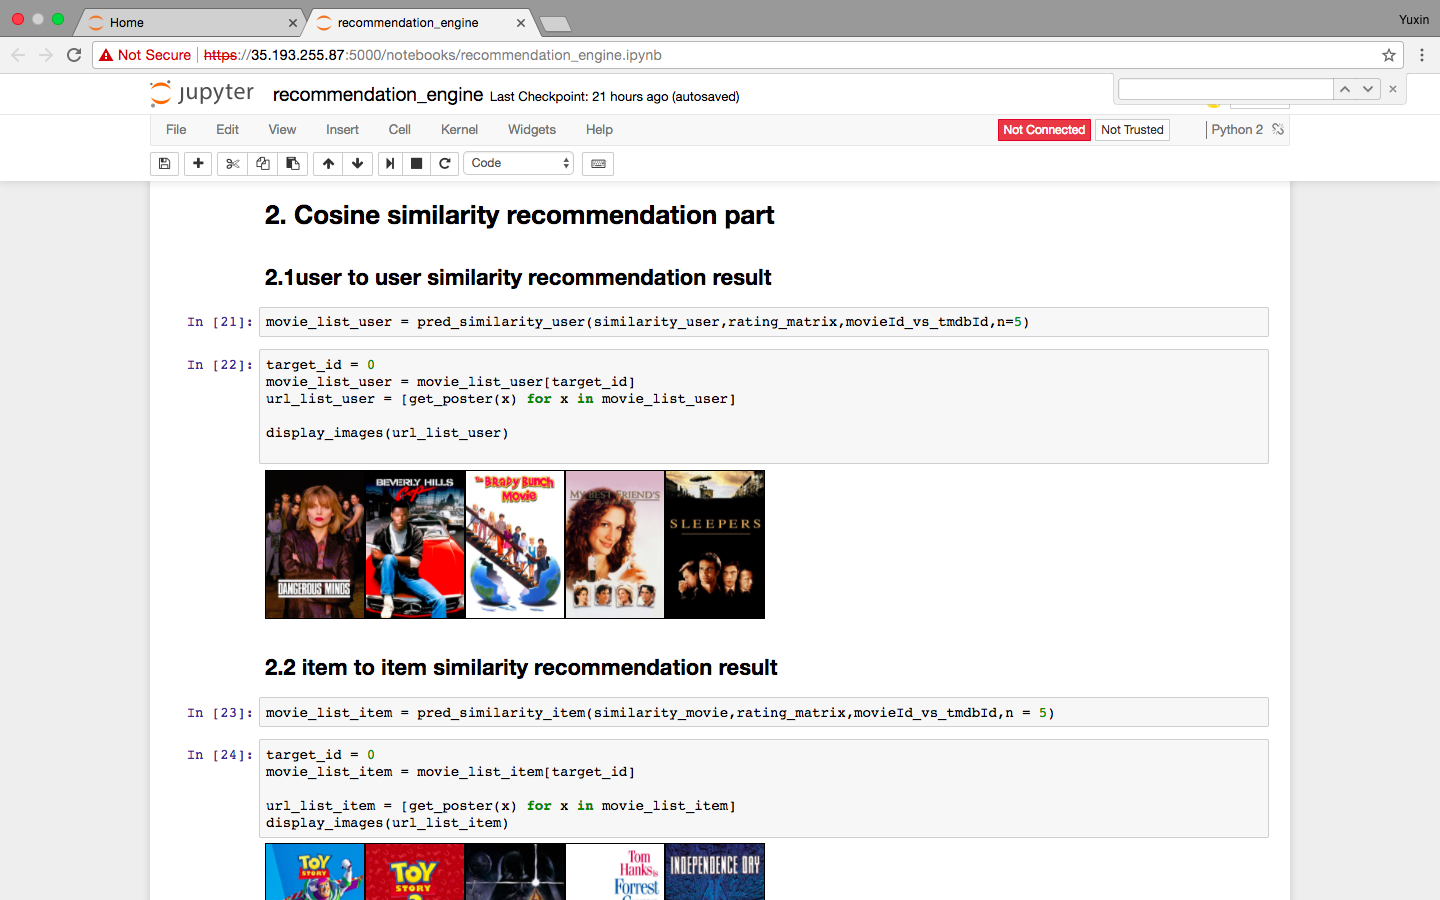 Home
recommendation_engine
Yuxin
Not Secure https://35.193.255.87:5000/notebooks/recommendation_engine.ipynb
jupyter recommendation_engine Last Checkpoint: 21 hours ago (autosaved)
File Edit View Insert Cell Kernel Widgets Help
Not Connected Not Trusted Python 2
Code
2. Cosine similarity recommendation part
2.1user to user similarity recommendation result
In [21]: movie_list_user = pred_similarity_user(similarity_user,rating_matrix,movieId_vs_tmdbId,n=5)
In [22]: target_id = 0
movie_list_user = movie_list_user[target_id]
url_list_user = [get_poster(x) for x in movie_list_user]
display_images(url_list_user)
DANGEROUS MINDS
BEVERLY HILLS
Cop
The BRADY BUNCH
MOVIE
MY BEST FRIEND'S
SLEEPERS
2.2 item to item similarity recommendation result
In [23]: movie_list_item = pred_similarity_item(similarity_movie,rating_matrix,movieId_vs_tmdbId,n = 5)
In [24]: target_id = 0
movie_list_item = movie_list_item[target_id]
url_list_item = [get_poster(x) for x in movie_list_item]
display_images(url_list_item)
TOY
STORY
TOY
STORY
Tom
Hanks is
Forrest
INDEPENDENCE DAY